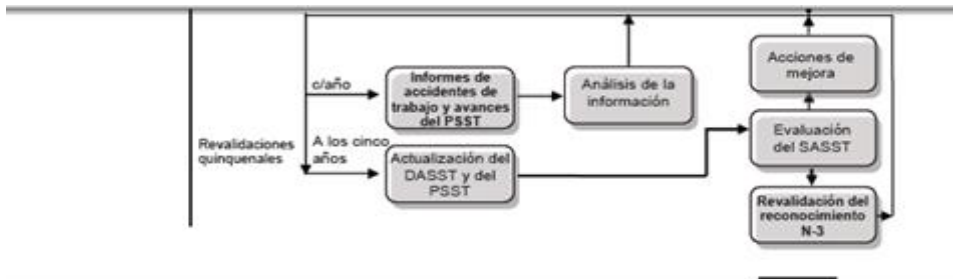 Acciones de
mejora
c/año
Informes de
accidentes de
trabajo y avances
del PSST
Análisis de la
información
Revalidaciones
quinquenales
A los cinco
años
Actualización del
DASST y del
PSST
Evaluación
del SASST
Revalidación del
reconocimiento
N-3